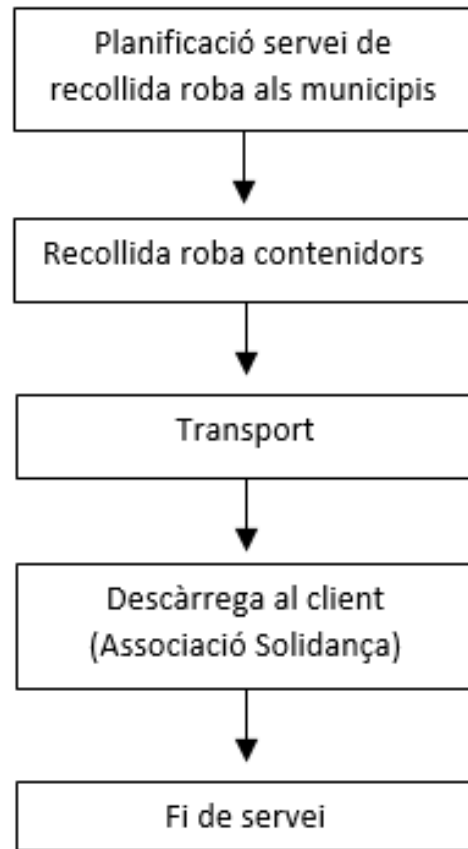 Planificació servei de
recollida roba als municipis
Recollida roba contenidors
Transport
Descàrrega al client
(Associació Solidança)
Fi de servei